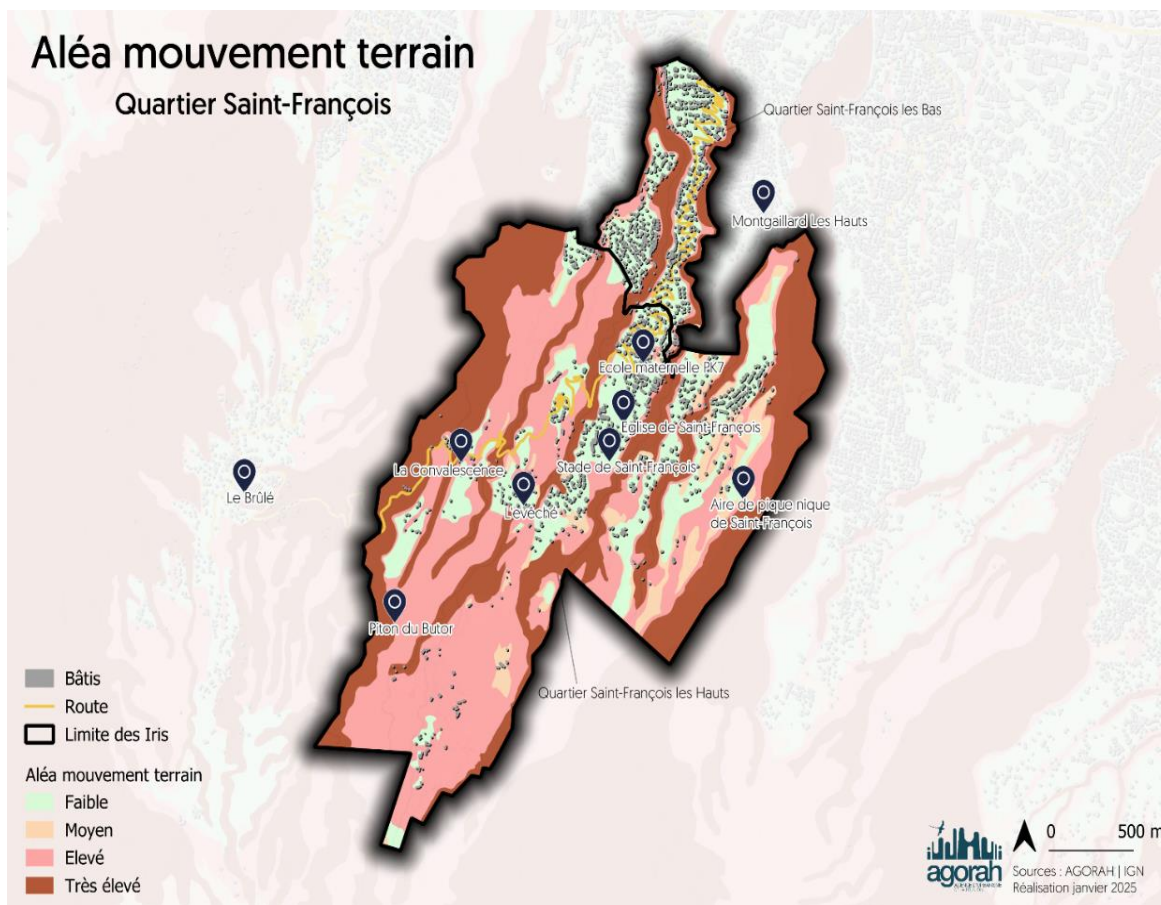 Aléa mouvement terrain
Quartier Saint-François
Quartier Saint-François les Bas
Montgaillard Les Hauts
Ecole maternelle PK7
Eglise de Saint-François
La Convalescence
Stade de Saint-François
Le Brûlé
L'évêché
Aire de pique nique
de Saint-François
Piton du Butor
Quartier Saint-François les Hauts
Bâtis
Route
Limite des Iris
Aléa mouvement terrain
Faible
Moyen
Elevé
Très élevé
agorah
0 500 m
Sources : AGORAH | IGN
Réalisation janvier 2025